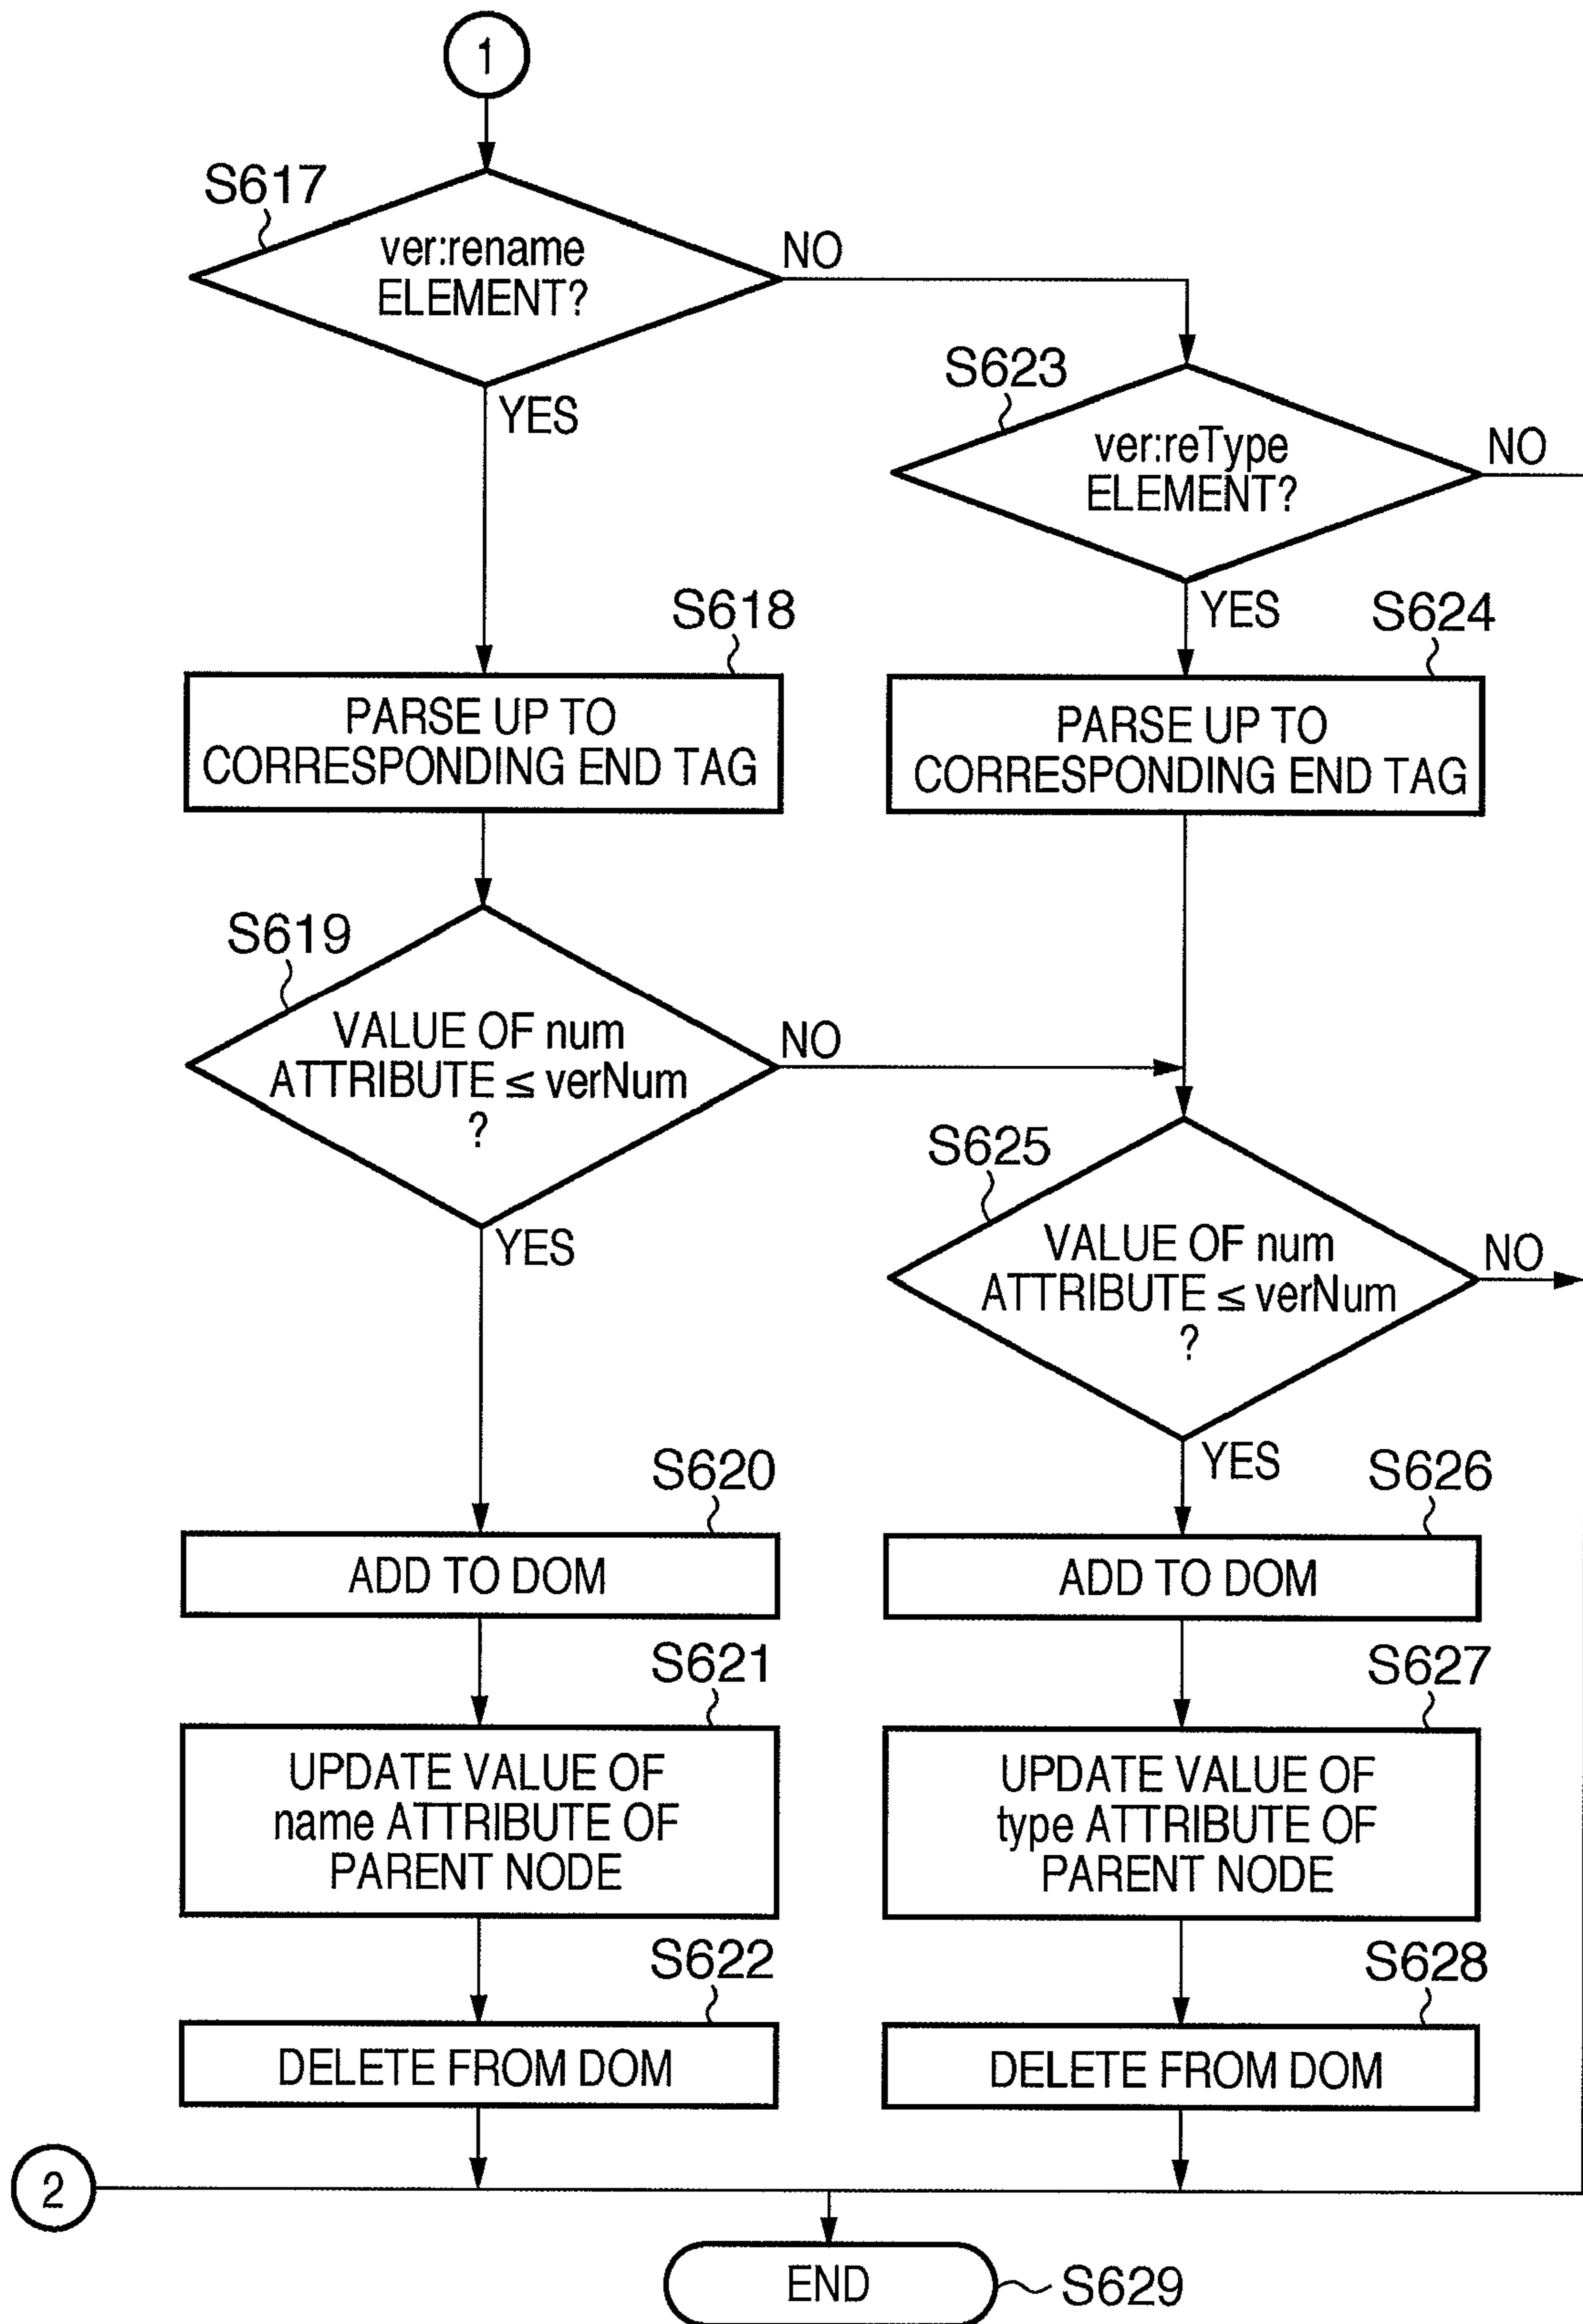 1
S617
ver:rename
ELEMENT?
NO
YES
S623
ver:reType
ELEMENT?
NO
YES
S618
PARSE UP TO
CORRESPONDING END TAG
S624
PARSE UP TO
CORRESPONDING END TAG
S619
VALUE OF num
ATTRIBUTE ≤ verNum
?
NO
YES
S625
VALUE OF num
ATTRIBUTE ≤ verNum
?
NO
YES
S620
ADD TO DOM
S626
ADD TO DOM
S621
UPDATE VALUE OF
name ATTRIBUTE OF
PARENT NODE
S627
UPDATE VALUE OF
type ATTRIBUTE OF
PARENT NODE
S622
DELETE FROM DOM
S628
DELETE FROM DOM
2
END
S629